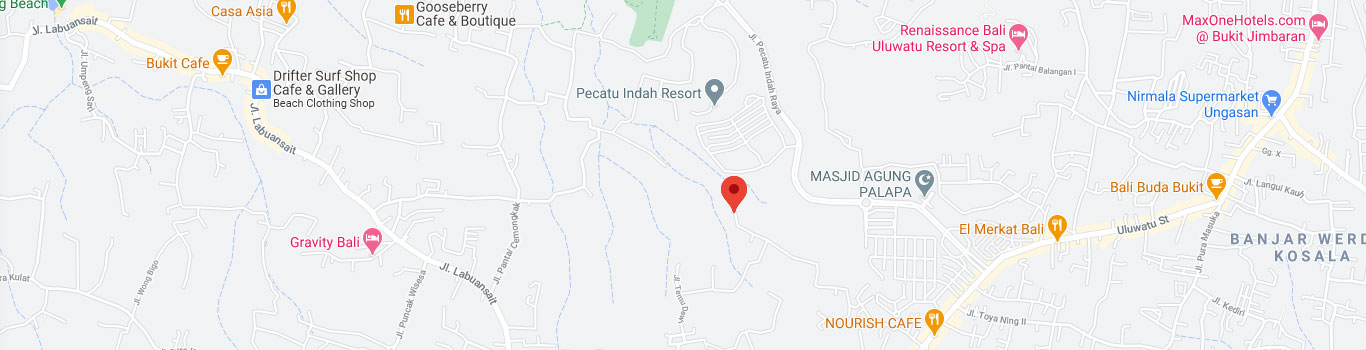 g Beach
Jl. Labuansait
Casa Asia
Gooseberry
Cafe & Boutique
Bukit Cafe
Jl. Umpeng Sari
Drifter Surf Shop
Cafe & Gallery
Beach Clothing Shop
Jl. Labuansait
Pecatu Indah Resort
Jl. Pecatu Indah Raya
Renaissance Bali
Uluwatu Resort & Spa
Jl. Pantai Balangan I
MaxOneHotels.com
@ Bukit Jimbaran
Nirmala Supermarket
Ungasan
Gg. X
MASJID AGUNG
PALAPA
Bali Buda Bukit
Jl. Langui Kauh
El Merkat Bali
Uluwatu St
Jl. Pura Masuka
BANJAR WERD
KOSALA
Gravity Bali
Jl. Pantai Cemongkak
Jl. Labuansait
ra Kulat
Jl. Wong Bigo
Jl. Puncak Wisesa
Jl. Temu Dewi
NOURISH CAFE
Jl. Toya Ning II
Jl. Kediri